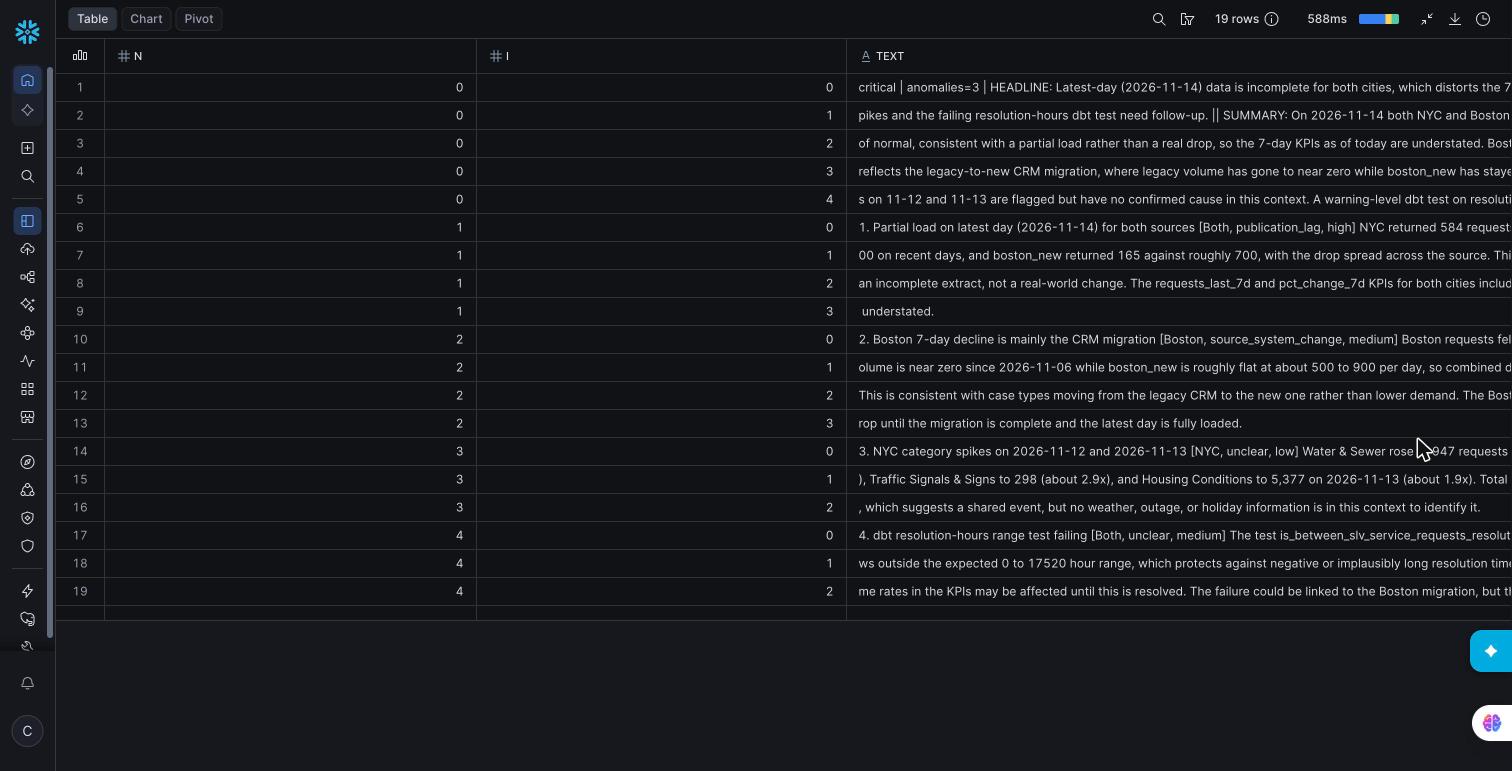 Table Chart Pivot 19 rows 588ms
N I TEXT
1 0 0 critical | anomalies=3 | HEADLINE: Latest-day (2026-11-14) data is incomplete for both cities, which distorts the 7
2 0 1 pikes and the failing resolution-hours dbt test need follow-up. || SUMMARY: On 2026-11-14 both NYC and Boston
3 0 2 of normal, consistent with a partial load rather than a real drop, so the 7-day KPIs as of today are understated. Bost
4 0 3 reflects the legacy-to-new CRM migration, where legacy volume has gone to near zero while boston_new has staye
5 0 4 s on 11-12 and 11-13 are flagged but have no confirmed cause in this context. A warning-level dbt test on resoluti
6 1 0 1. Partial load on latest day (2026-11-14) for both sources [Both, publication_lag, high] NYC returned 584 request
7 1 1 00 on recent days, and boston_new returned 165 against roughly 700, with the drop spread across the source. Thi
8 1 2 an incomplete extract, not a real-world change. The requests_last_7d and pct_change_7d KPIs for both cities includ
9 1 3 understated.
10 2 0 2. Boston 7-day decline is mainly the CRM migration [Boston, source_system_change, medium] Boston requests fel
11 2 1 olume is near zero since 2026-11-06 while boston_new is roughly flat at about 500 to 900 per day, so combined d
12 2 2 This is consistent with case types moving from the legacy CRM to the new one rather than lower demand. The Bos
13 2 3 rop until the migration is complete and the latest day is fully loaded.
14 3 0 3. NYC category spikes on 2026-11-12 and 2026-11-13 [NYC, unclear, low] Water & Sewer rose 947 requests
15 3 1 ), Traffic Signals & Signs to 298 (about 2.9x), and Housing Conditions to 5,377 on 2026-11-13 (about 1.9x). Total
16 3 2 , which suggests a shared event, but no weather, outage, or holiday information is in this context to identify it.
17 4 0 4. dbt resolution-hours range test failing [Both, unclear, medium] The test is_between_slv_service_requests_resolut
18 4 1 ws outside the expected 0 to 17520 hour range, which protects against negative or implausibly long resolution time
19 4 2 me rates in the KPIs may be affected until this is resolved. The failure could be linked to the Boston migration, but t
C